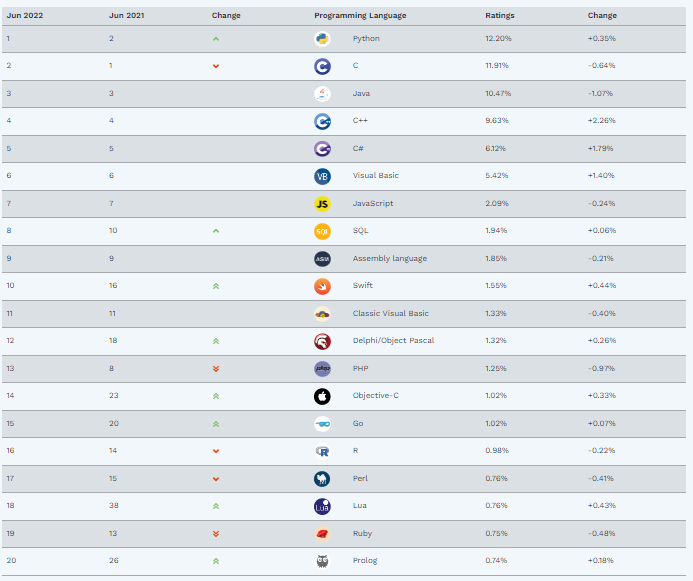 Jun 2022 Jun 2021 Change Programming Language Ratings Change
1 2 Python 12.20% +0.35%
2 1 C 11.91% -0.64%
3 3 Java 10.47% -1.07%
4 4 C++ 9.63% +2.26%
5 5 C# 6.12% +1.79%
6 6 VB Visual Basic 5.42% +1.40%
7 7 JS JavaScript 2.09% -0.24%
8 10 SQL SQL 1.94% +0.06%
9 9 ASM Assembly language 1.85% -0.21%
10 16 Swift 1.55% +0.44%
11 11 Classic Visual Basic 1.33% -0.40%
12 18 Delphi/Object Pascal 1.32% +0.26%
13 8 php PHP 1.25% -0.97%
14 23 Objective-C 1.02% +0.33%
15 20 Go 1.02% +0.07%
16 14 R R 0.98% -0.22%
17 15 Perl 0.76% -0.41%
18 38 Lua Lua 0.76% +0.43%
19 13 Ruby 0.75% -0.48%
20 26 Prolog 0.74% +0.18%